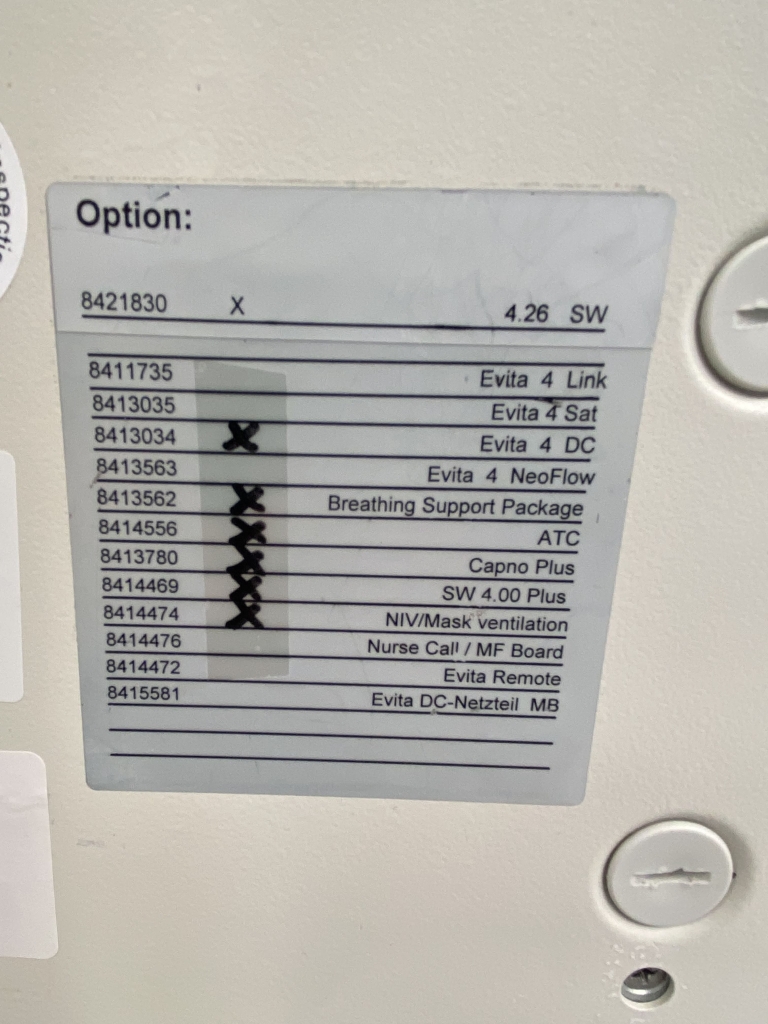 Option:
8421830 X 4.26 SW
8411735 Evita 4 Link
8413035 Evita 4 Sat
8413034 X Evita 4 DC
8413563 Evita 4 NeoFlow
8413562 X Breathing Support Package
8414556 X ATC
8413780 X Capno Plus
8414469 X SW 4.00 Plus
8414474 X NIV/Mask ventilation
8414476 Nurse Call / MF Board
8414472 Evita Remote
8415581 Evita DC-Netzteil MB